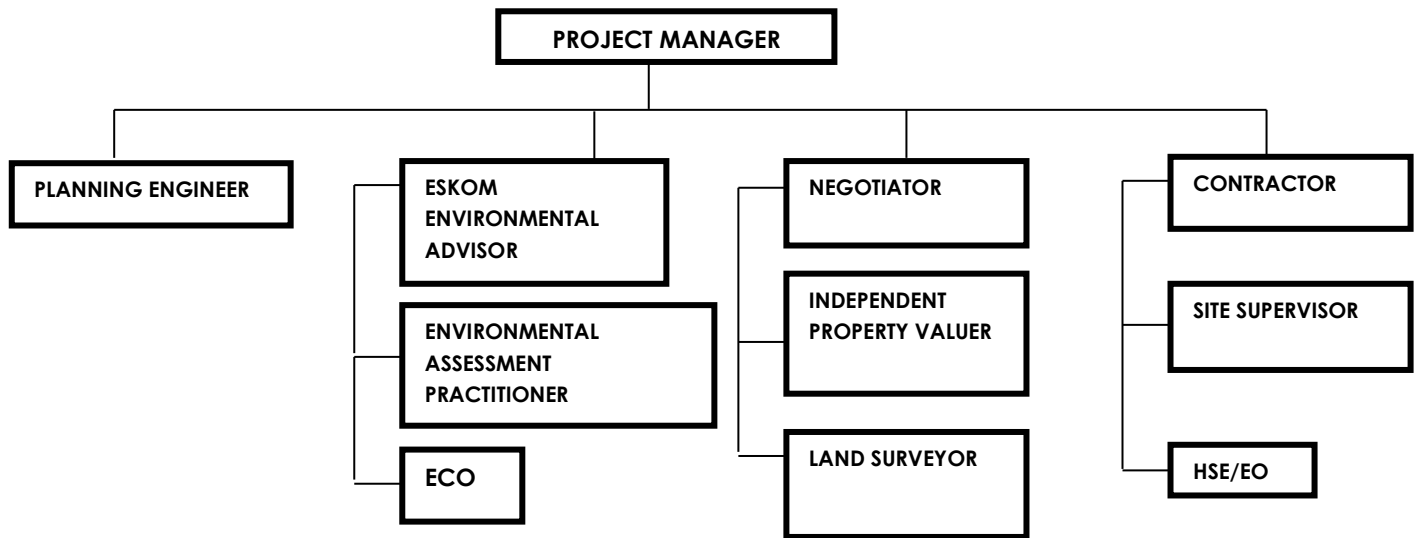 PROJECT MANAGER
PLANNING ENGINEER
ESKOM
ENVIRONMENTAL
ADVISOR
ENVIRONMENTAL
ASSESSMENT
PRACTITIONER
ECO
NEGOTIATOR
INDEPENDENT
PROPERTY VALUER
LAND SURVEYOR
CONTRACTOR
SITE SUPERVISOR
HSE/EO